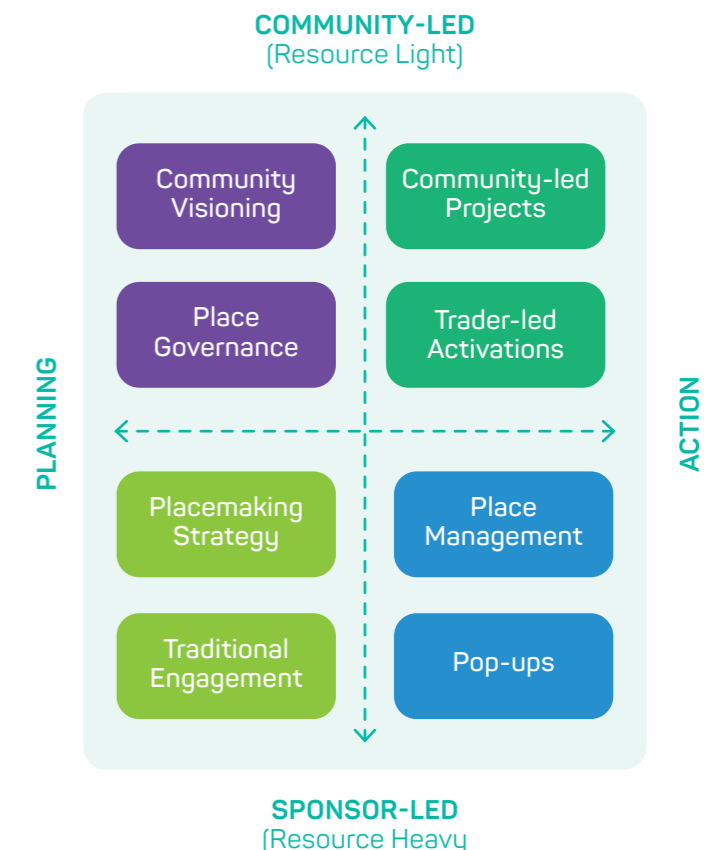 COMMUNITY-LED
(Resource Light)
Community
Visioning
Community-led
Projects
Place
Governance
Trader-led
Activations
PLANNING
ACTION
Placemaking
Strategy
Place
Management
Traditional
Engagement
Pop-ups
SPONSOR-LED
(Resource Heavy